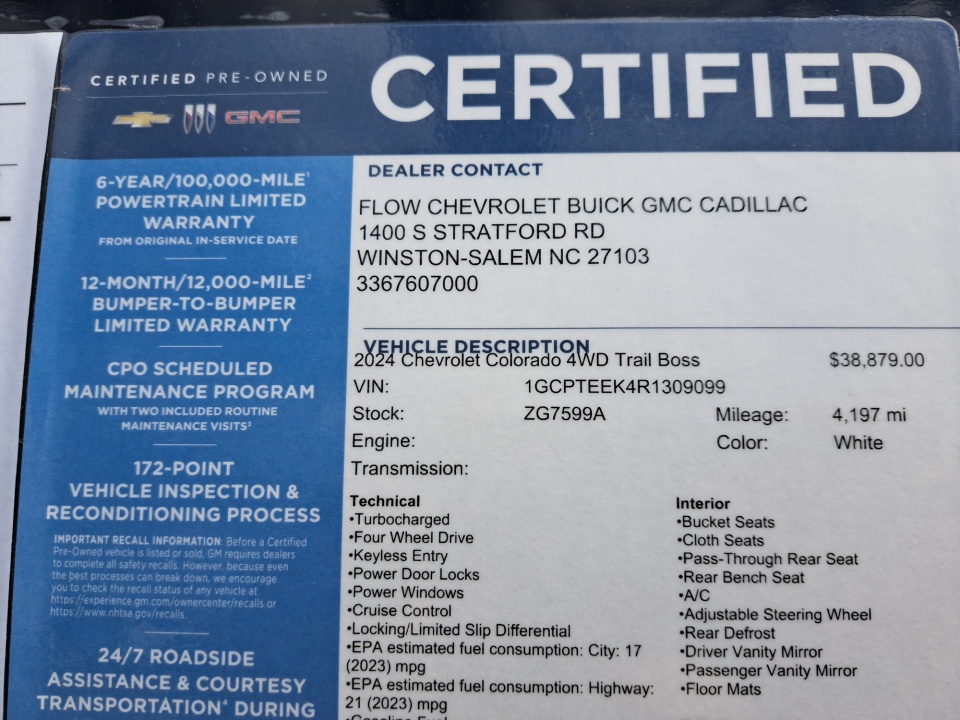 CERTIFIED PRE-OWNED
GMC
CERTIFIED
6-YEAR/100,000-MILE¹
POWERTRAIN LIMITED
WARRANTY
FROM ORIGINAL IN-SERVICE DATE
12-MONTH/12,000-MILE²
BUMPER-TO-BUMPER
LIMITED WARRANTY
CPO SCHEDULED
MAINTENANCE PROGRAM
WITH TWO INCLUDED ROUTINE
MAINTENANCE VISITS³
172-POINT
VEHICLE INSPECTION &
RECONDITIONING PROCESS
IMPORTANT RECALL INFORMATION: Before a Certified
Pre-Owned vehicle is listed or sold, GM requires dealers
to complete all safety recalls. However, because even
the best processes can break down, we encourage
you to check the recall status of any vehicle at
https://experience.gm.com/ownercenter/recalls or
https://www.nhtsa.gov/recalls.
24/7 ROADSIDE
ASSISTANCE & COURTESY
TRANSPORTATION⁴ DURING
DEALER CONTACT
FLOW CHEVROLET BUICK GMC CADILLAC
1400 S STRATFORD RD
WINSTON-SALEM NC 27103
3367607000
VEHICLE DESCRIPTION
2024 Chevrolet Colorado 4WD Trail Boss $38,879.00
VIN: 1GCPTEEK4R1309099
Stock: ZG7599A Mileage: 4,197 mi
Engine: Color: White
Transmission:
Technical
•Turbocharged
•Four Wheel Drive
•Keyless Entry
•Power Door Locks
•Power Windows
•Cruise Control
•Locking/Limited Slip Differential
•EPA estimated fuel consumption: City: 17
(2023) mpg
•EPA estimated fuel consumption: Highway:
21 (2023) mpg
•Gasoline Fuel
Interior
•Bucket Seats
•Cloth Seats
•Pass-Through Rear Seat
•Rear Bench Seat
•A/C
•Adjustable Steering Wheel
•Rear Defrost
•Driver Vanity Mirror
•Passenger Vanity Mirror
•Floor Mats